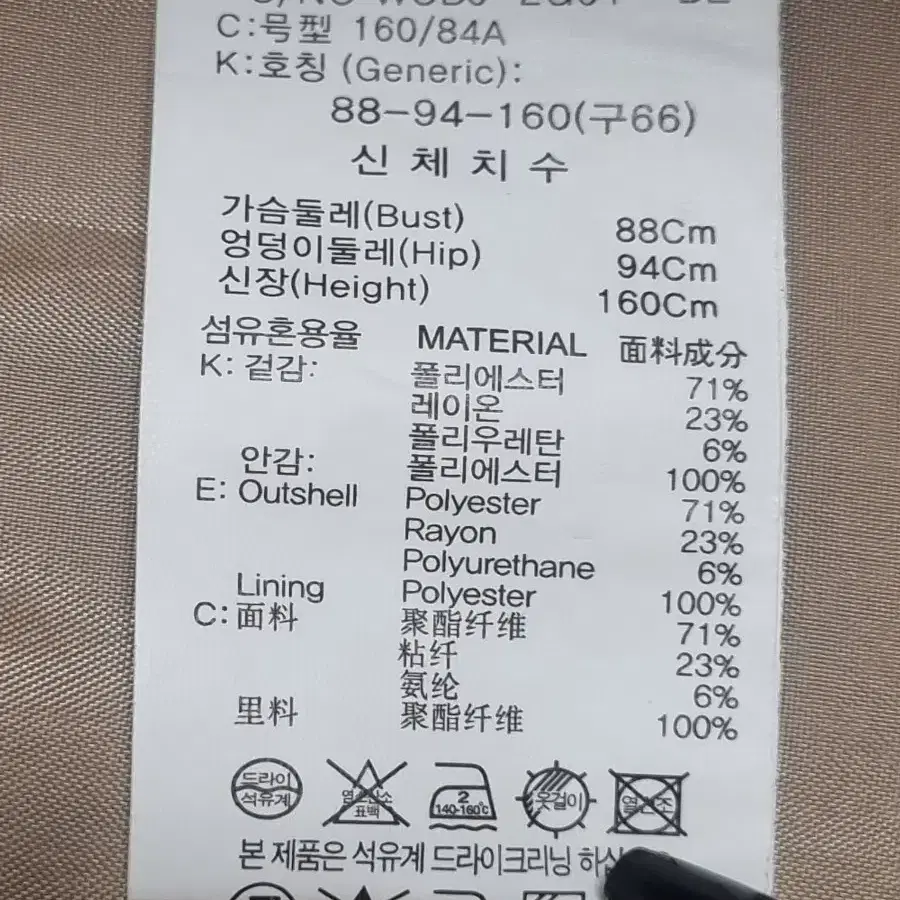 C:号型 160/84A
K:호칭 (Generic):
88-94-160(구66)
신 체 치 수
가슴둘레(Bust) 88Cm
엉덩이둘레(Hip) 94Cm
신장(Height) 160Cm
섬유혼용율 MATERIAL 面料成分
K: 겉감: 폴리에스터 71%
레이온 23%
폴리우레탄 6%
안감: 폴리에스터 100%
E: Outshell Polyester 71%
Rayon 23%
Polyurethane 6%
Lining Polyester 100%
C:面料 聚酯纤维 71%
粘纤 23%
氨纶 6%
里料 聚酯纤维 100%
드라이 석유계
표백
2 140-160℃
옷걸이
본 제품은 석유계 드라이크리닝